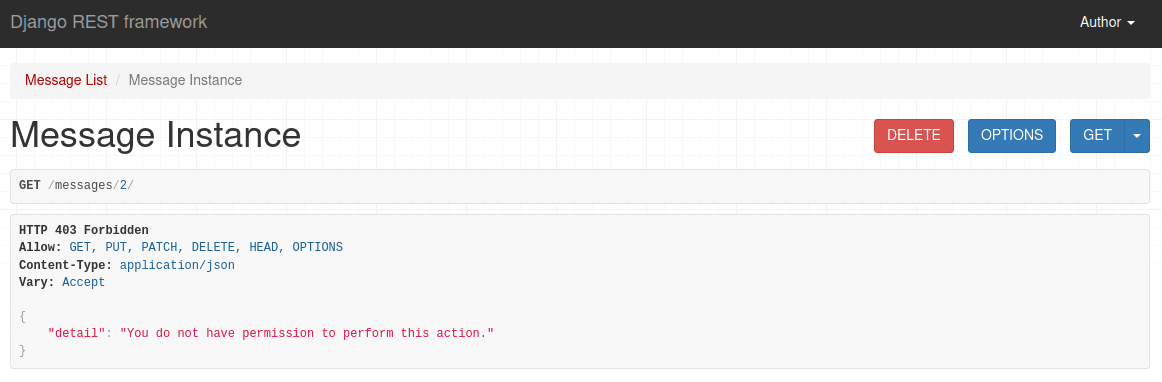 Django REST framework Author
Message List / Message Instance
Message Instance DELETE OPTIONS GET
GET /messages/2/
HTTP 403 Forbidden
Allow: GET, PUT, PATCH, DELETE, HEAD, OPTIONS
Content-Type: application/json
Vary: Accept
{
    "detail": "You do not have permission to perform this action."
}